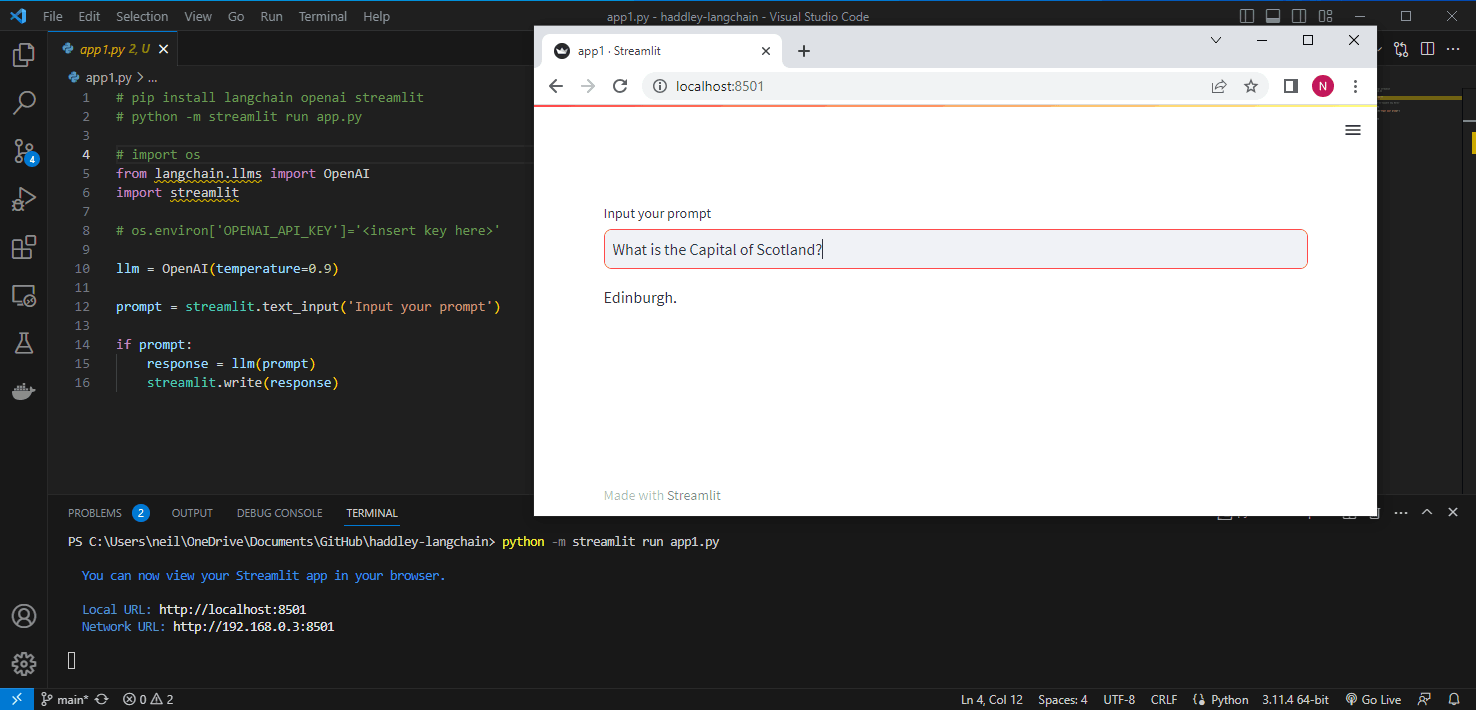 File Edit Selection View Go Run Terminal Help
app1.py - haddley-langchain - Visual Studio Code
app1.py 2, U
app1.py > ...
1 # pip install langchain openai streamlit
2 # python -m streamlit run app.py
3
4 # import os
5 from langchain.llms import OpenAI
6 import streamlit
7
8 # os.environ['OPENAI_API_KEY']='<insert key here>'
9
10 llm = OpenAI(temperature=0.9)
11
12 prompt = streamlit.text_input('Input your prompt')
13
14 if prompt:
15 response = llm(prompt)
16 streamlit.write(response)
app1 · Streamlit
localhost:8501
N
Input your prompt
What is the Capital of Scotland?
Edinburgh.
Made with Streamlit
4
PROBLEMS 2 OUTPUT DEBUG CONSOLE TERMINAL
PS C:\Users\neil\OneDrive\Documents\GitHub\haddley-langchain> python -m streamlit run app1.py
You can now view your Streamlit app in your browser.
Local URL: http://localhost:8501
Network URL: http://192.168.0.3:8501
main* 0 2 Ln 4, Col 12 Spaces: 4 UTF-8 CRLF Python 3.11.4 64-bit Go Live